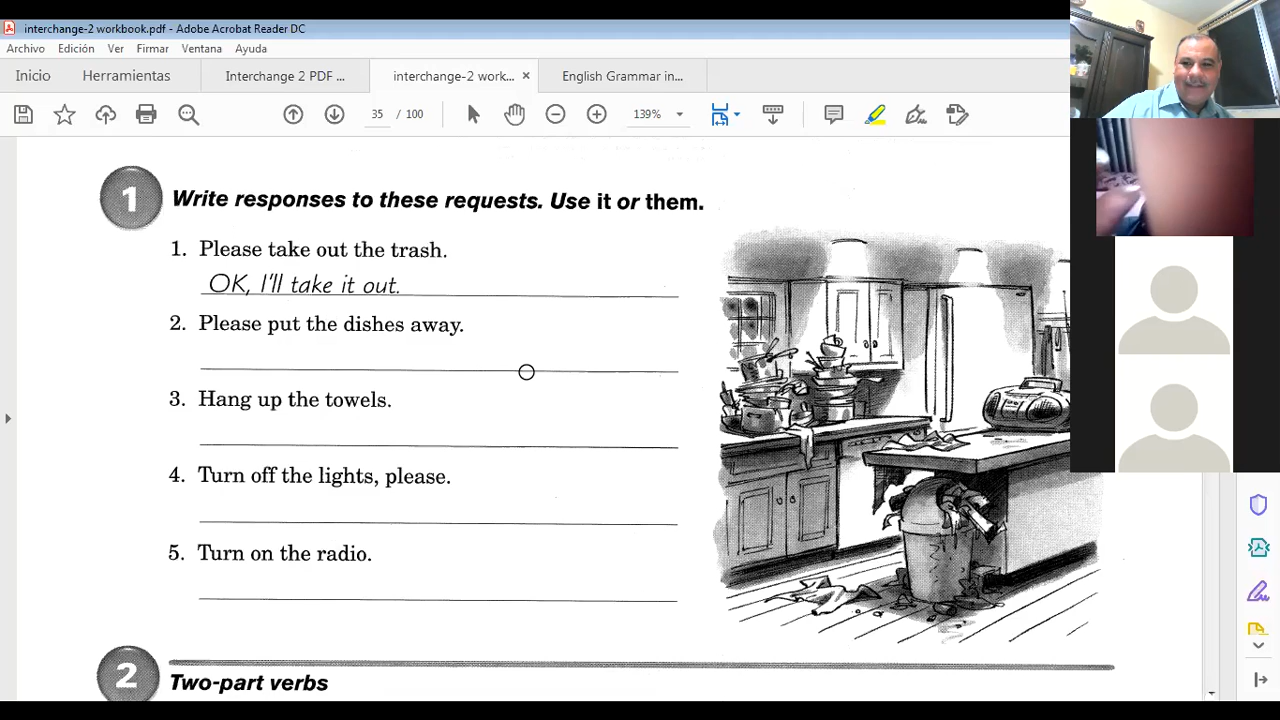 interchange-2 workbook.pdf - Adobe Acrobat Reader DC
Archivo Edición Ver Firmar Ventana Ayuda
Inicio Herramientas Interchange 2 PDF ... interchange-2 work... × English Grammar in...
35 / 100 139%
1 Write responses to these requests. Use it or them.
1. Please take out the trash.
OK, I'll take it out.
2. Please put the dishes away.
3. Hang up the towels.
4. Turn off the lights, please.
5. Turn on the radio.
2 Two-part verbs